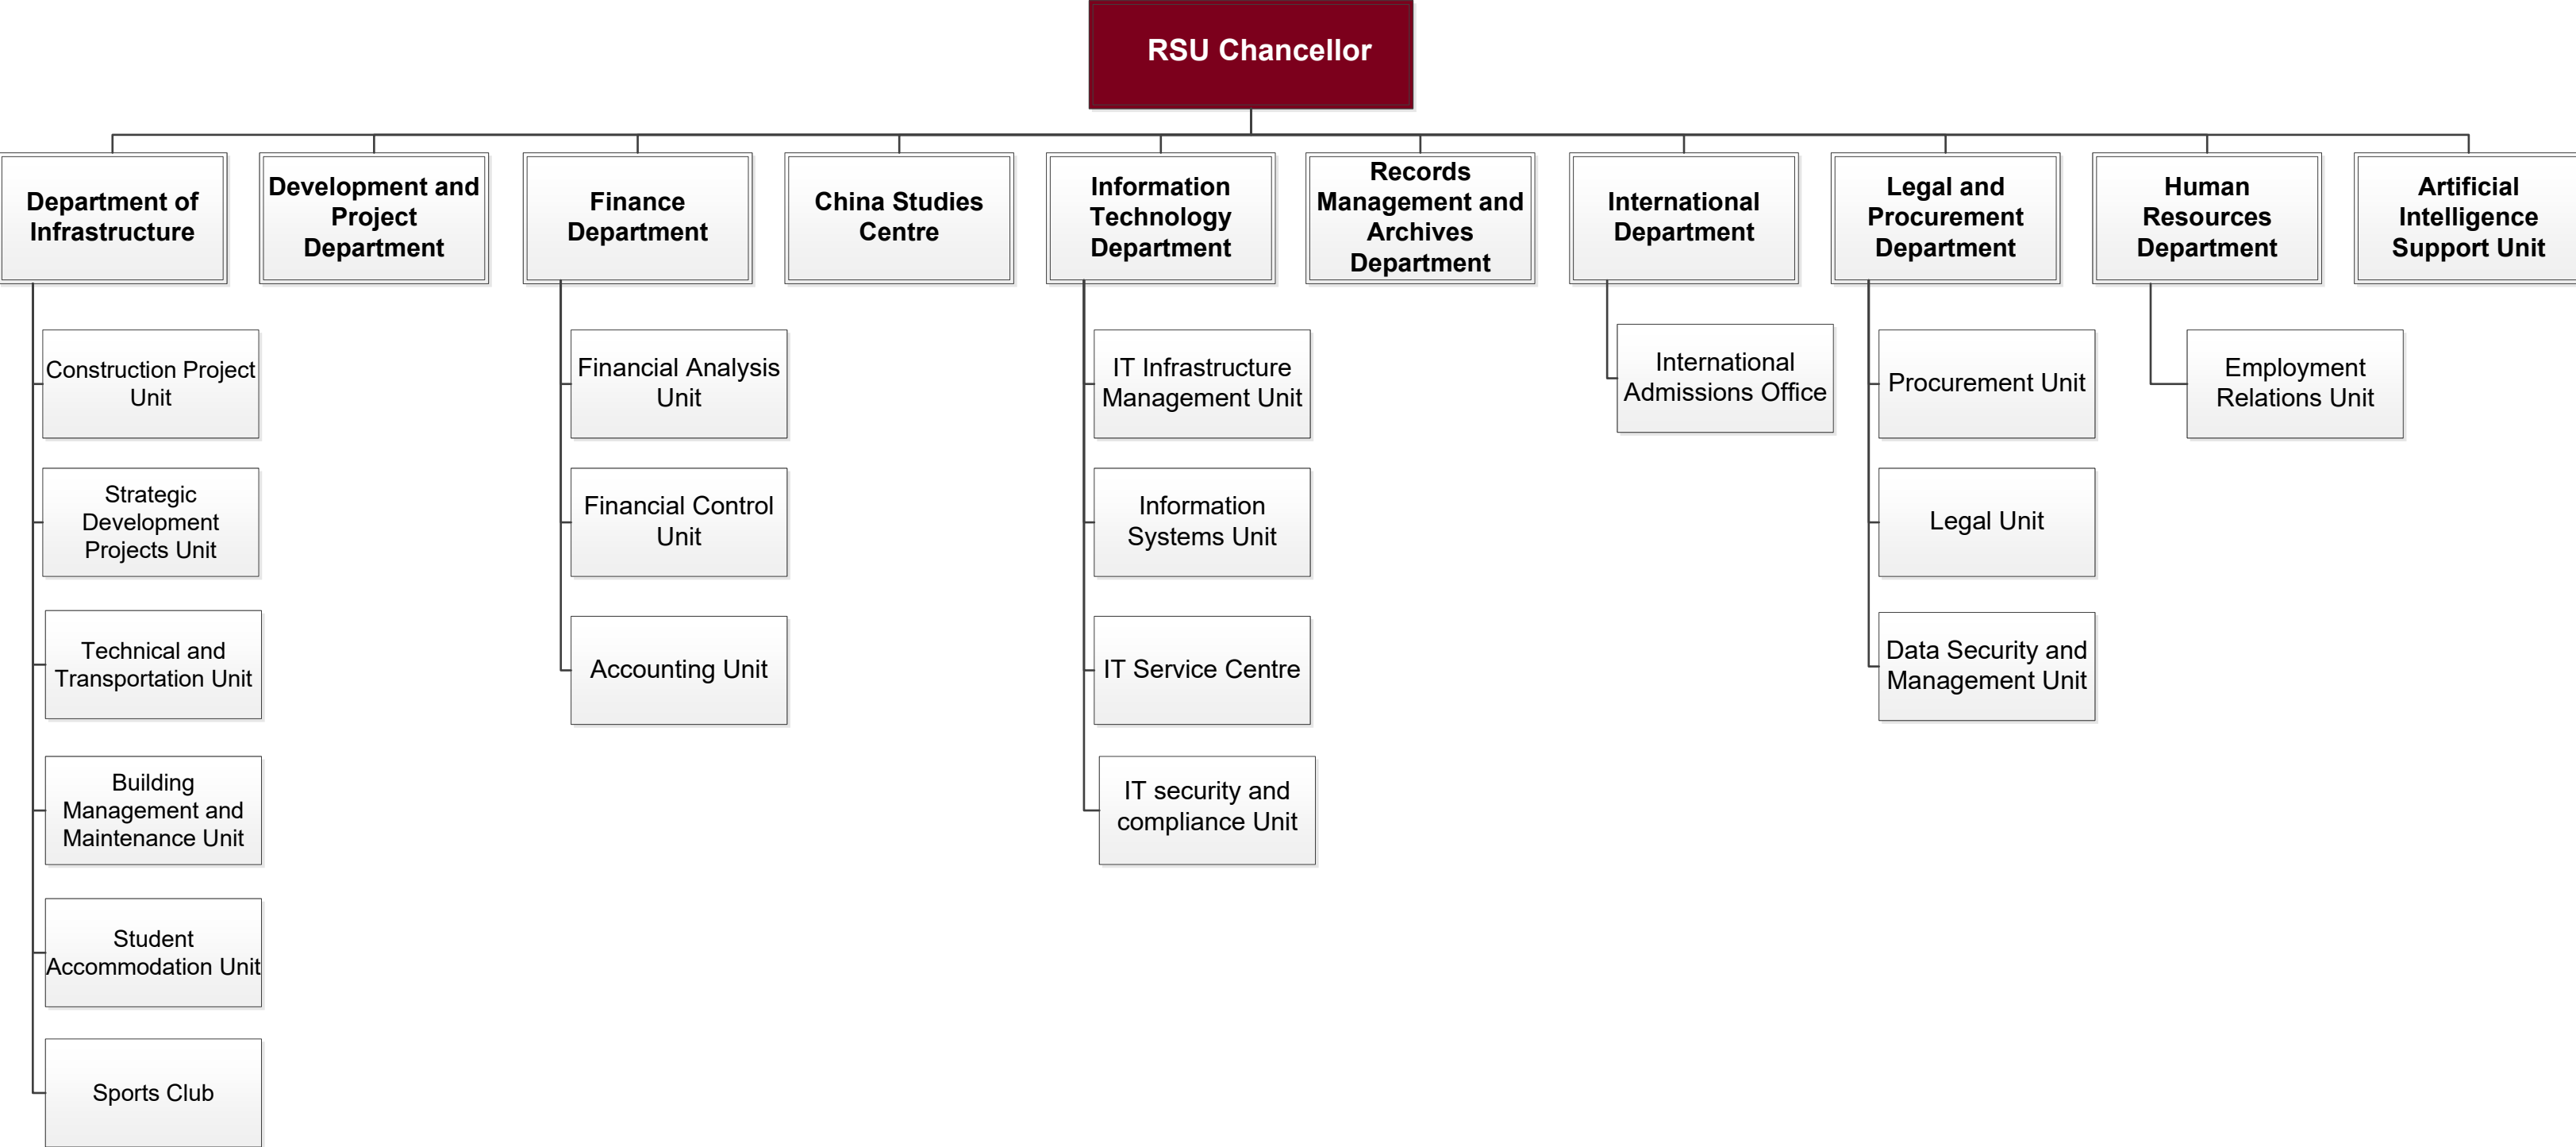 RSU Chancellor
Department of
Infrastructure
Development and
Project
Department
Finance
Department
China Studies
Centre
Information
Technology
Department
Records
Management and
Archives
Department
International
Department
Legal and
Procurement
Department
Human
Resources
Department
Artificial
Intelligence
Support Unit
Construction Project
Unit
Strategic
Development
Projects Unit
Technical and
Transportation Unit
Building
Management and
Maintenance Unit
Student
Accommodation Unit
Sports Club
Financial Analysis
Unit
Financial Control
Unit
Accounting Unit
IT Infrastructure
Management Unit
Information
Systems Unit
IT Service Centre
IT security and
compliance Unit
International
Admissions Office
Procurement Unit
Legal Unit
Data Security and
Management Unit
Employment
Relations Unit